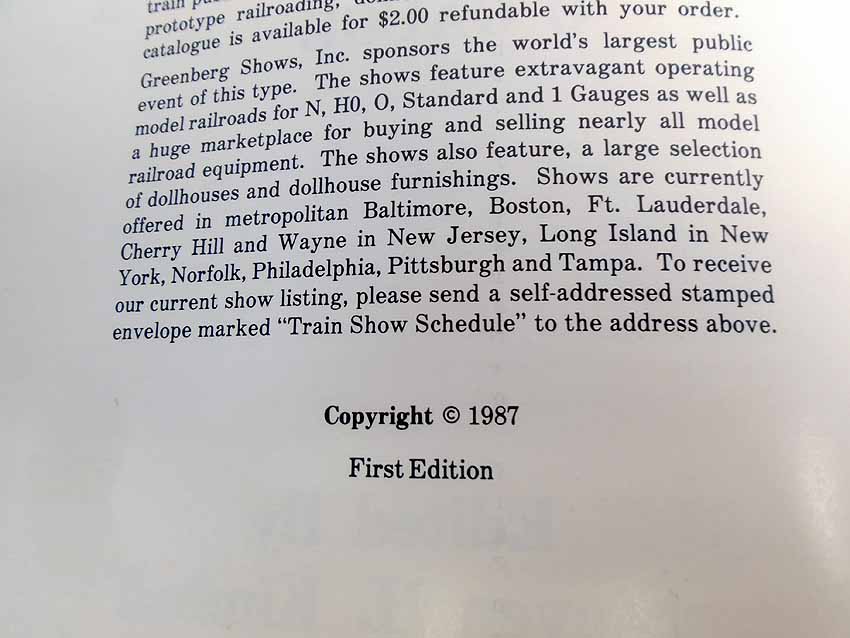 train
prototype railroading,
catalogue is available for $2.00 refundable with your order.
Greenberg Shows, Inc. sponsors the world's largest public
event of this type. The shows feature extravagant operating
model railroads for N, H0, O, Standard and 1 Gauges as well as
a huge marketplace for buying and selling nearly all model
railroad equipment. The shows also feature, a large selection
of dollhouses and dollhouse furnishings. Shows are currently
offered in metropolitan Baltimore, Boston, Ft. Lauderdale,
Cherry Hill and Wayne in New Jersey, Long Island in New
York, Norfolk, Philadelphia, Pittsburgh and Tampa. To receive
our current show listing, please send a self-addressed stamped
envelope marked “Train Show Schedule” to the address above.
Copyright © 1987
First Edition